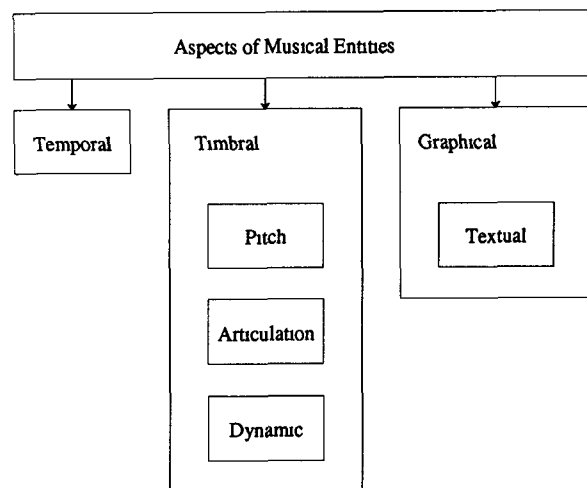 Aspects of Musical Entities
Temporal
Timbral
Graphical
Pitch
Textual
Articulation
Dynamic